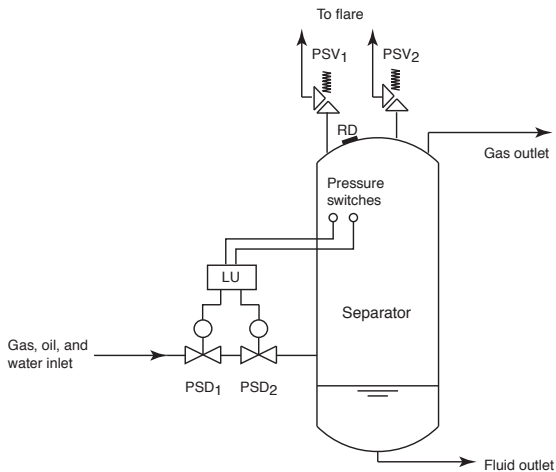 To flare
PSV1
PSV2
RD
Gas outlet
Pressure
switches
LU
Separator
Gas, oil, and
water inlet
PSD1
PSD2
Fluid outlet